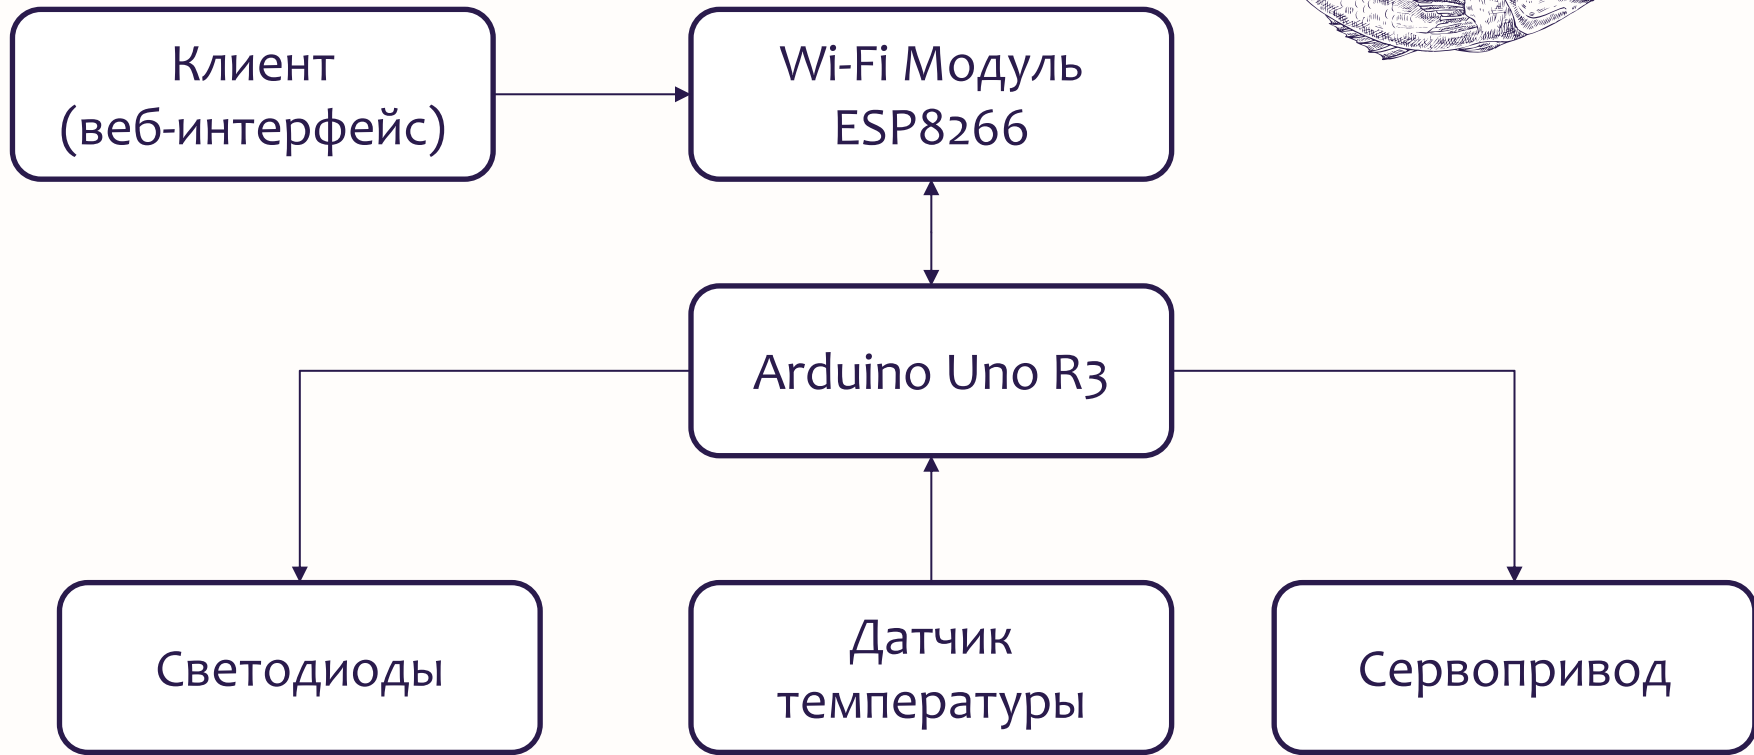 Клиент
(веб-интерфейс)
Wi-Fi Модуль
ESP8266
Arduino Uno R3
Светодиоды
Датчик
температуры
Сервопривод